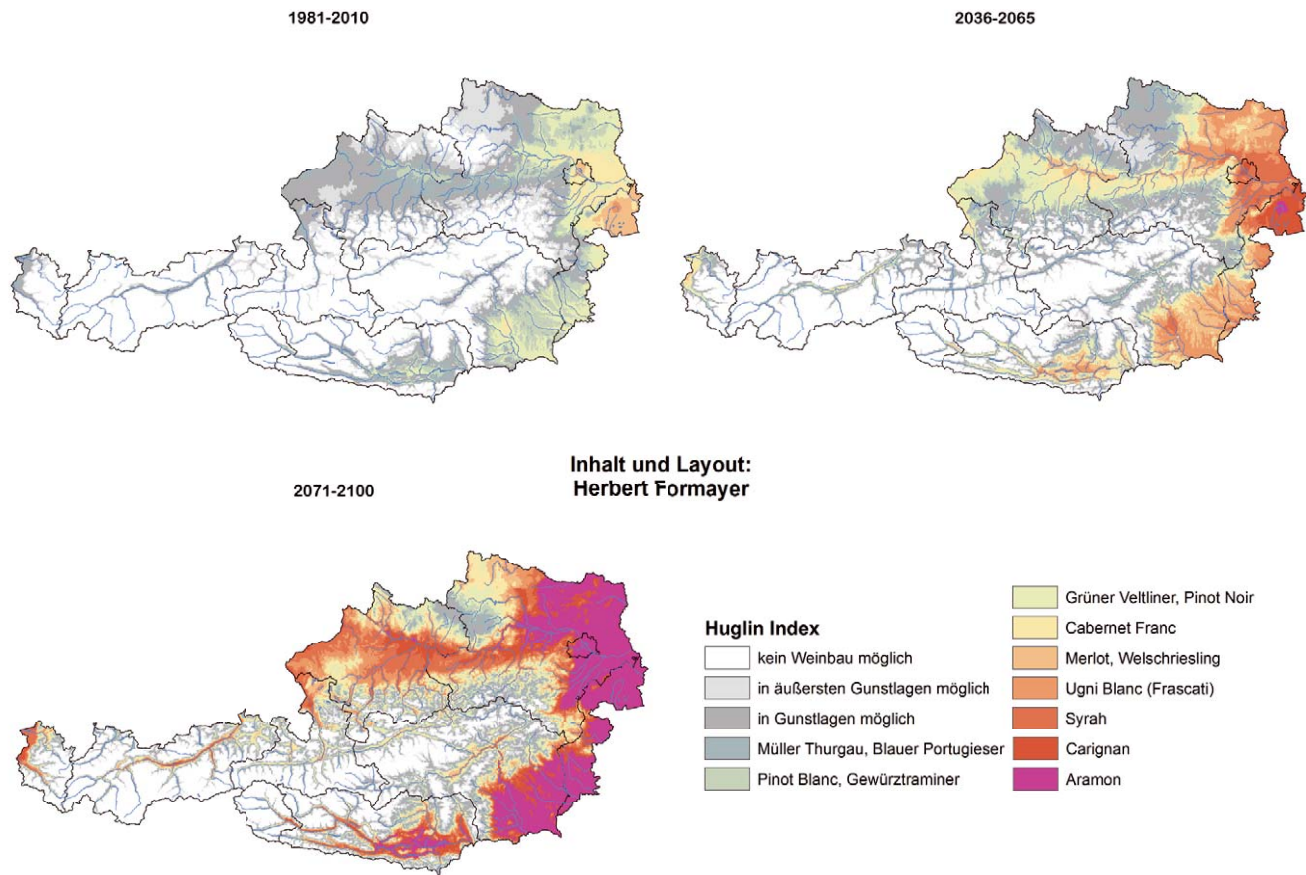 1981-2010
2036-2065
Inhalt und Layout:
Herbert Formayer
2071-2100
Huglin Index
kein Weinbau möglich
in äußersten Gunstlagen möglich
in Gunstlagen möglich
Müller Thurgau, Blauer Portugieser
Pinot Blanc, Gewürztraminer
Grüner Veltliner, Pinot Noir
Cabernet Franc
Merlot, Welschriesling
Ugni Blanc (Frascati)
Syrah
Carignan
Aramon